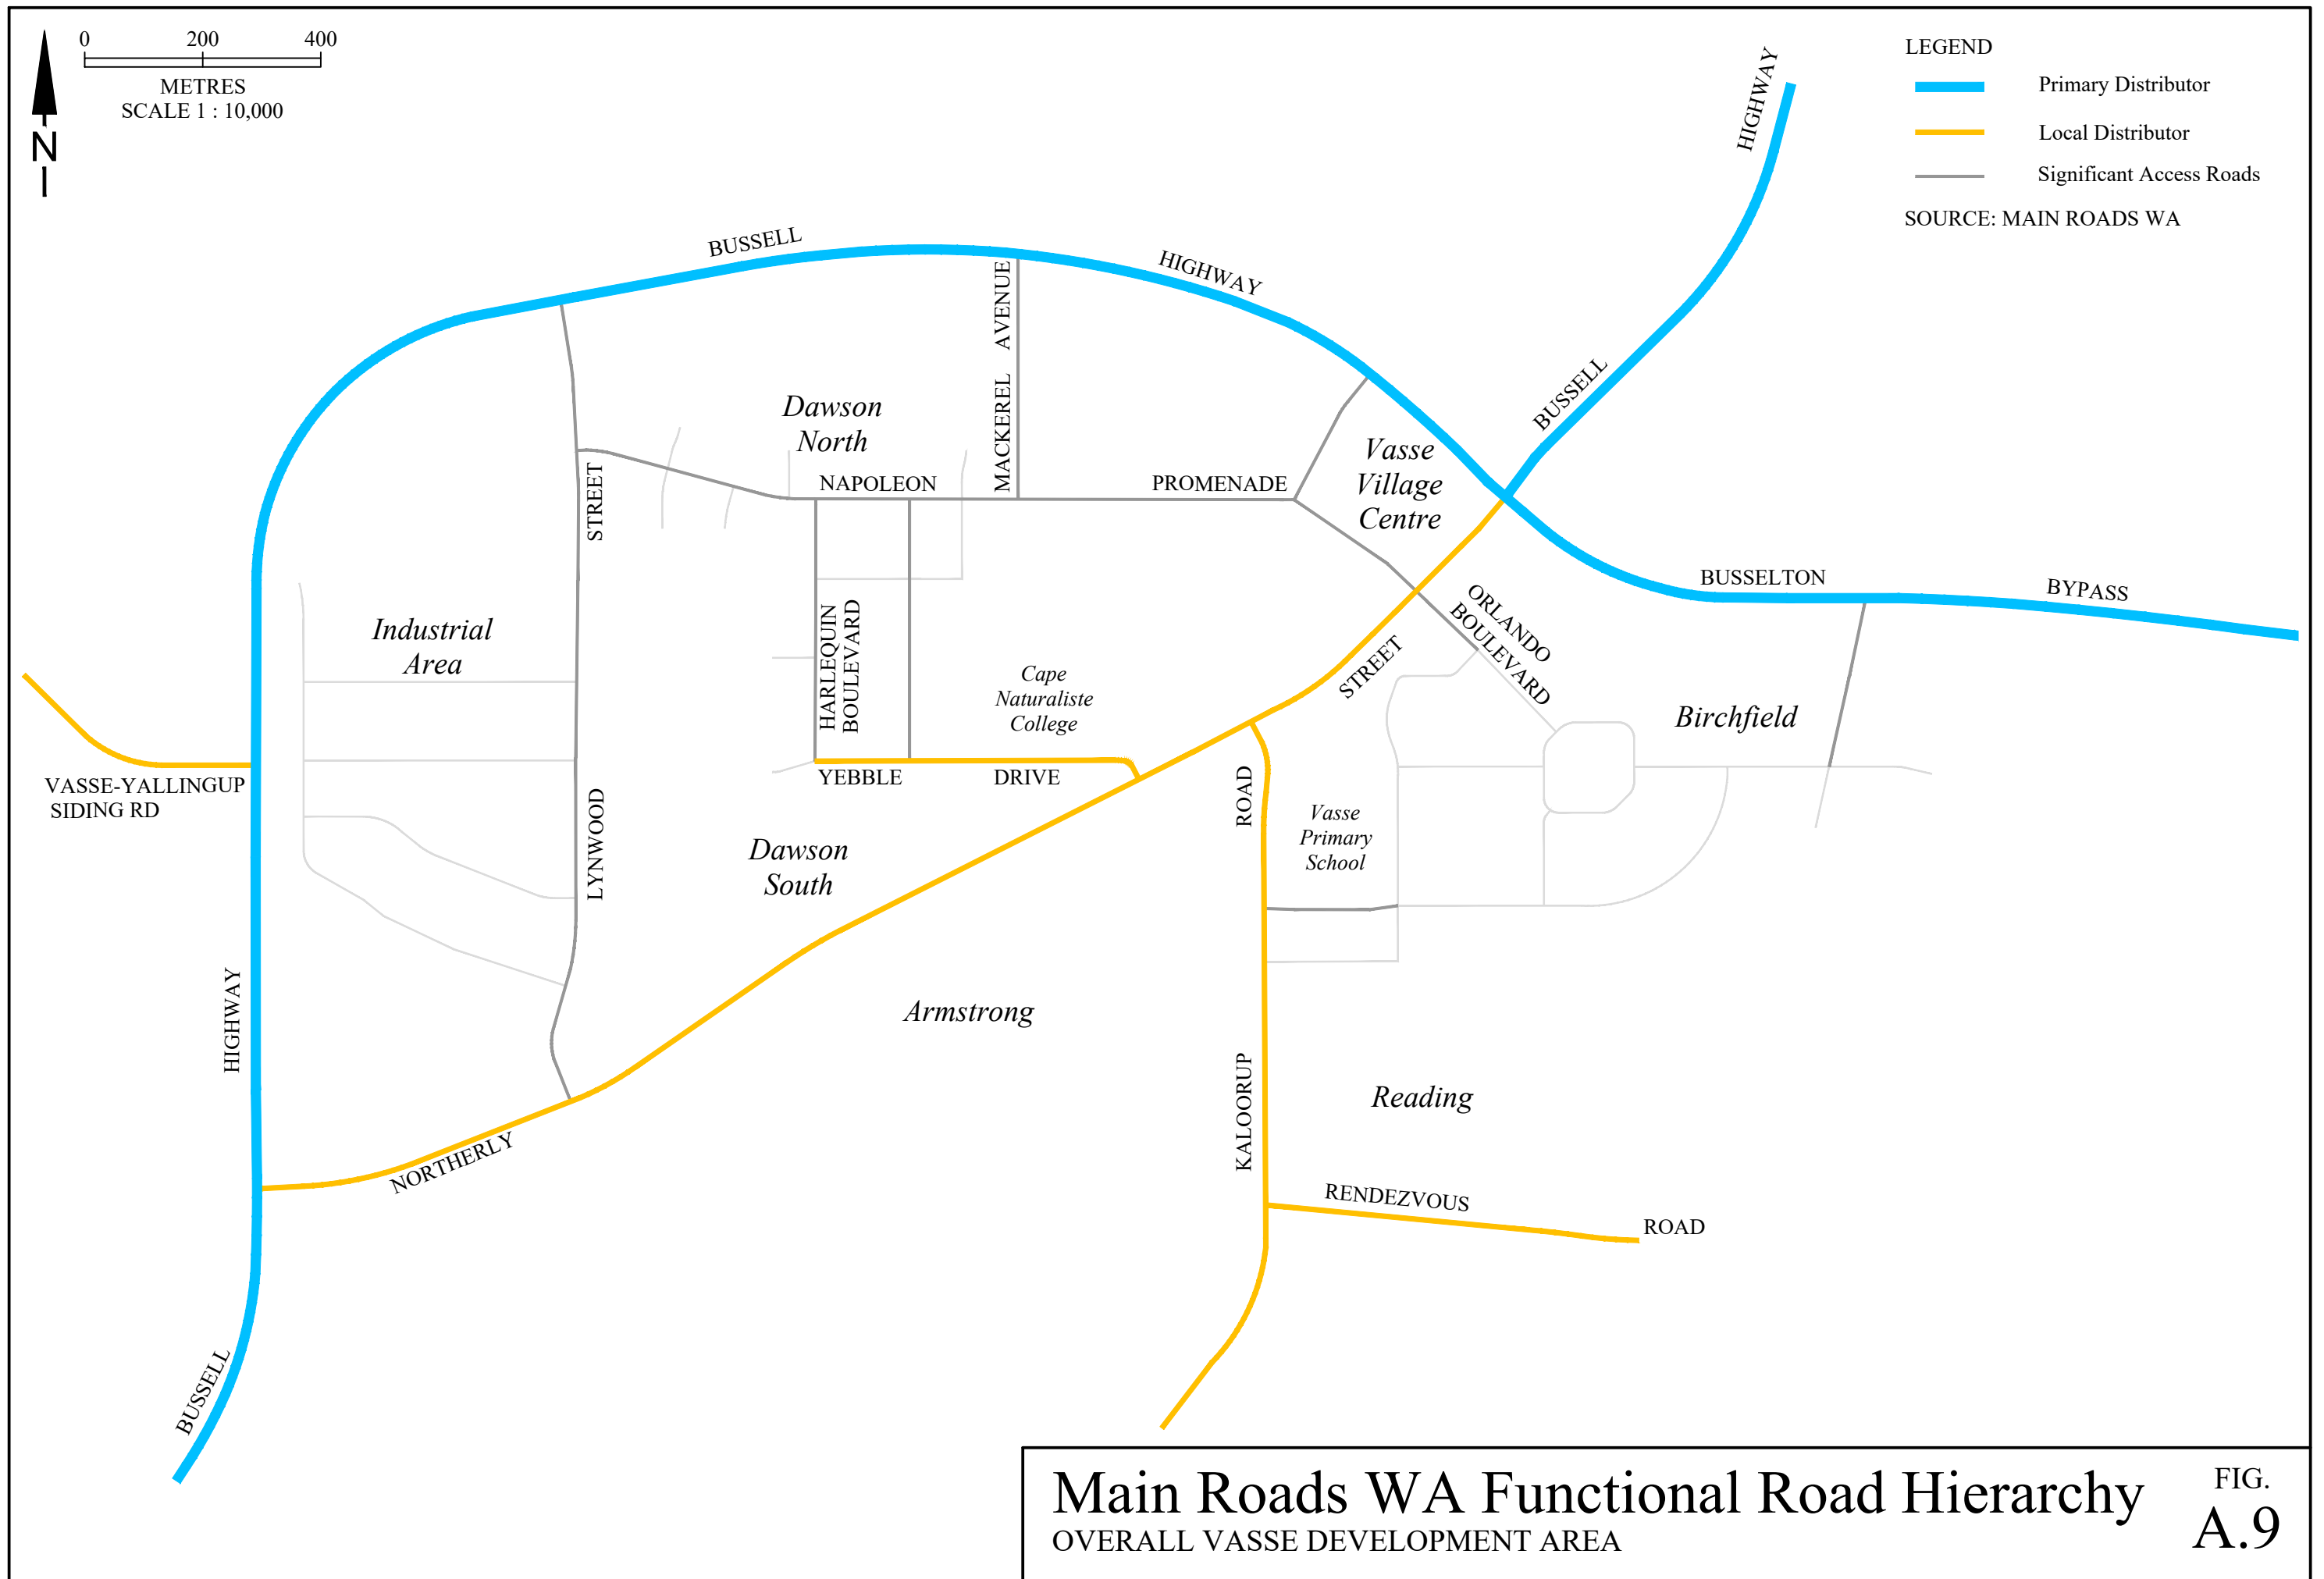 0 200 400
METRES
SCALE 1 : 10,000
N
LEGEND
Primary Distributor
Local Distributor
Significant Access Roads
SOURCE: MAIN ROADS WA
HIGHWAY
BUSSELL
BUSSELL
HIGHWAY
MACKEREL AVENUE
Dawson
North
Vasse
Village
Centre
NAPOLEON
PROMENADE
STREET
LYNWOOD
BUSSELTON
BYPASS
ORLANDO
BOULEVARD
HARLEQUIN
BOULEVARD
Industrial
Area
Cape
Naturaliste
College
STREET
Birchfield
VASSE-YALLINGUP
SIDING RD
YEBBLE
DRIVE
ROAD
KALOORUP
Vasse
Primary
School
Dawson
South
Armstrong
HIGHWAY
BUSSELL
Reading
NORTHERLY
RENDEZVOUS
ROAD
Main Roads WA Functional Road Hierarchy
OVERALL VASSE DEVELOPMENT AREA
FIG.
A.9